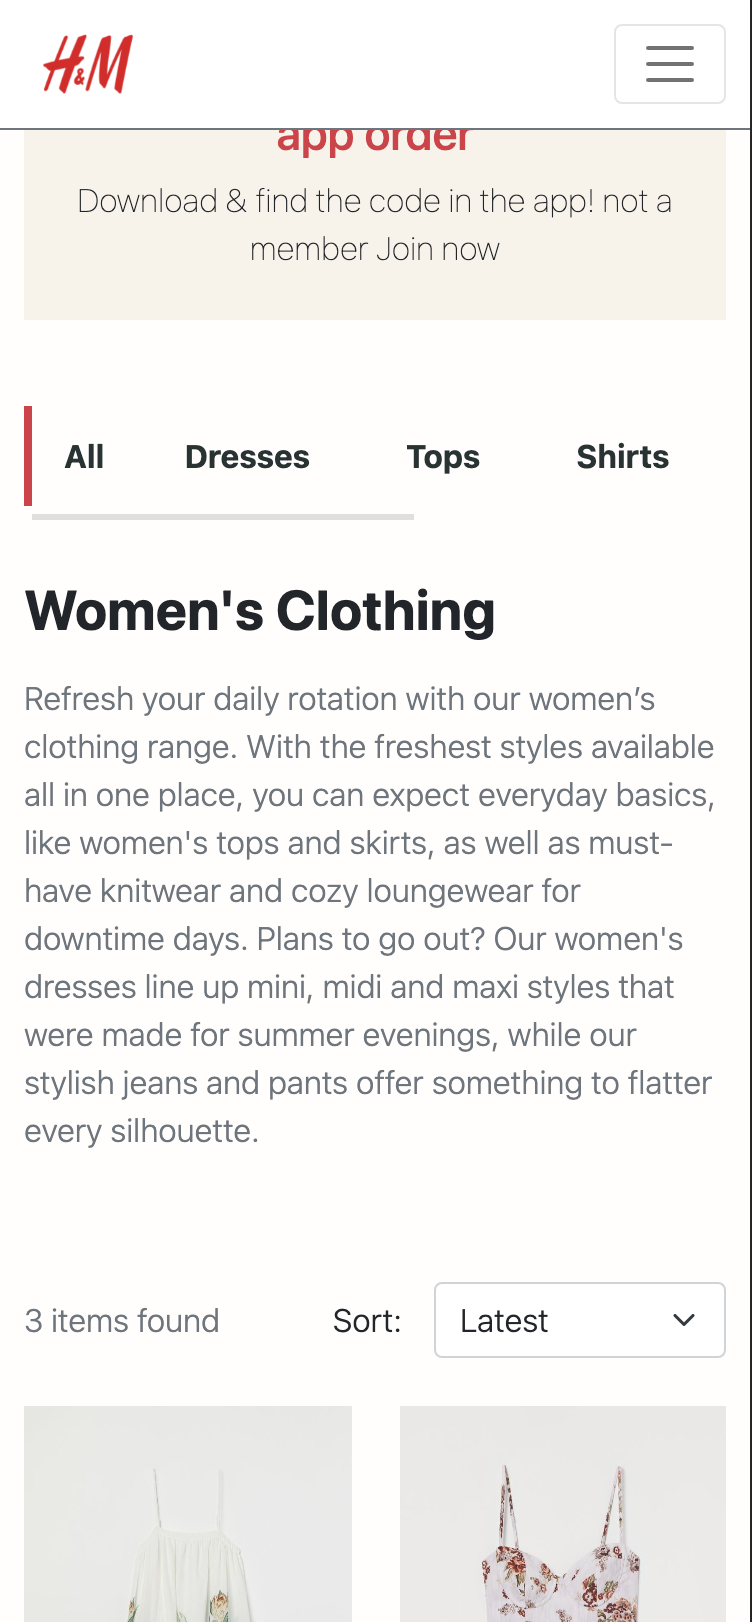 H&M
app order
Download & find the code in the app! not a
member Join now
All Dresses Tops Shirts
Women's Clothing
Refresh your daily rotation with our women’s
clothing range. With the freshest styles available
all in one place, you can expect everyday basics,
like women's tops and skirts, as well as must-
have knitwear and cozy loungewear for
downtime days. Plans to go out? Our women's
dresses line up mini, midi and maxi styles that
were made for summer evenings, while our
stylish jeans and pants offer something to flatter
every silhouette.
3 items found Sort: Latest